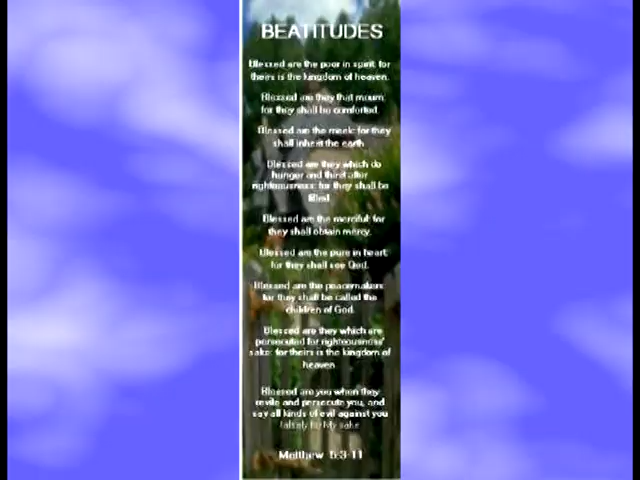 BEATITUDES
Blessed are the poor in spirit: for
theirs is the kingdom of heaven.
Blessed are they that mourn:
for they shall be comforted.
Blessed are the meek: for they
shall inherit the earth.
Blessed are they which do
hunger and thirst after
righteousness: for they shall be
filled.
Blessed are the merciful: for
they shall obtain mercy.
Blessed are the pure in heart:
for they shall see God.
Blessed are the peacemakers:
for they shall be called the
children of God.
Blessed are they which are
persecuted for righteousness'
sake: for theirs is the kingdom of
heaven.
Blessed are you when they
revile and persecute you, and
say all kinds of evil against you
falsely for My sake.
Matthew 5:3-11